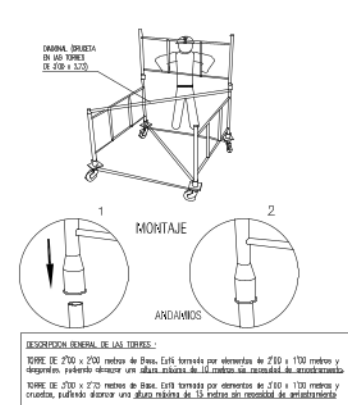 DIAGONAL (CRUCETA
EN LAS TORRES
DE 3'00 x 3,75)
1
2
MONTAJE
ANDAMIOS
DESCRIPCION GENERAL DE LAS TORRES :
TORRE DE 2'00 x 2'00 metros de Base. Está formada por elementos de 2'00 x 1'00 metros y
diagonales, pudiendo alcanzar una altura máxima de 10 metros sin necesidad de arriostramiento
TORRE DE 3'00 x 2'75 metros de Base. Está formada por elementos de 3'00 x 1'00 metros y
crucetas, pudiendo alcanzar una altura máxima de 15 metros sin necesidad de arriostramiento